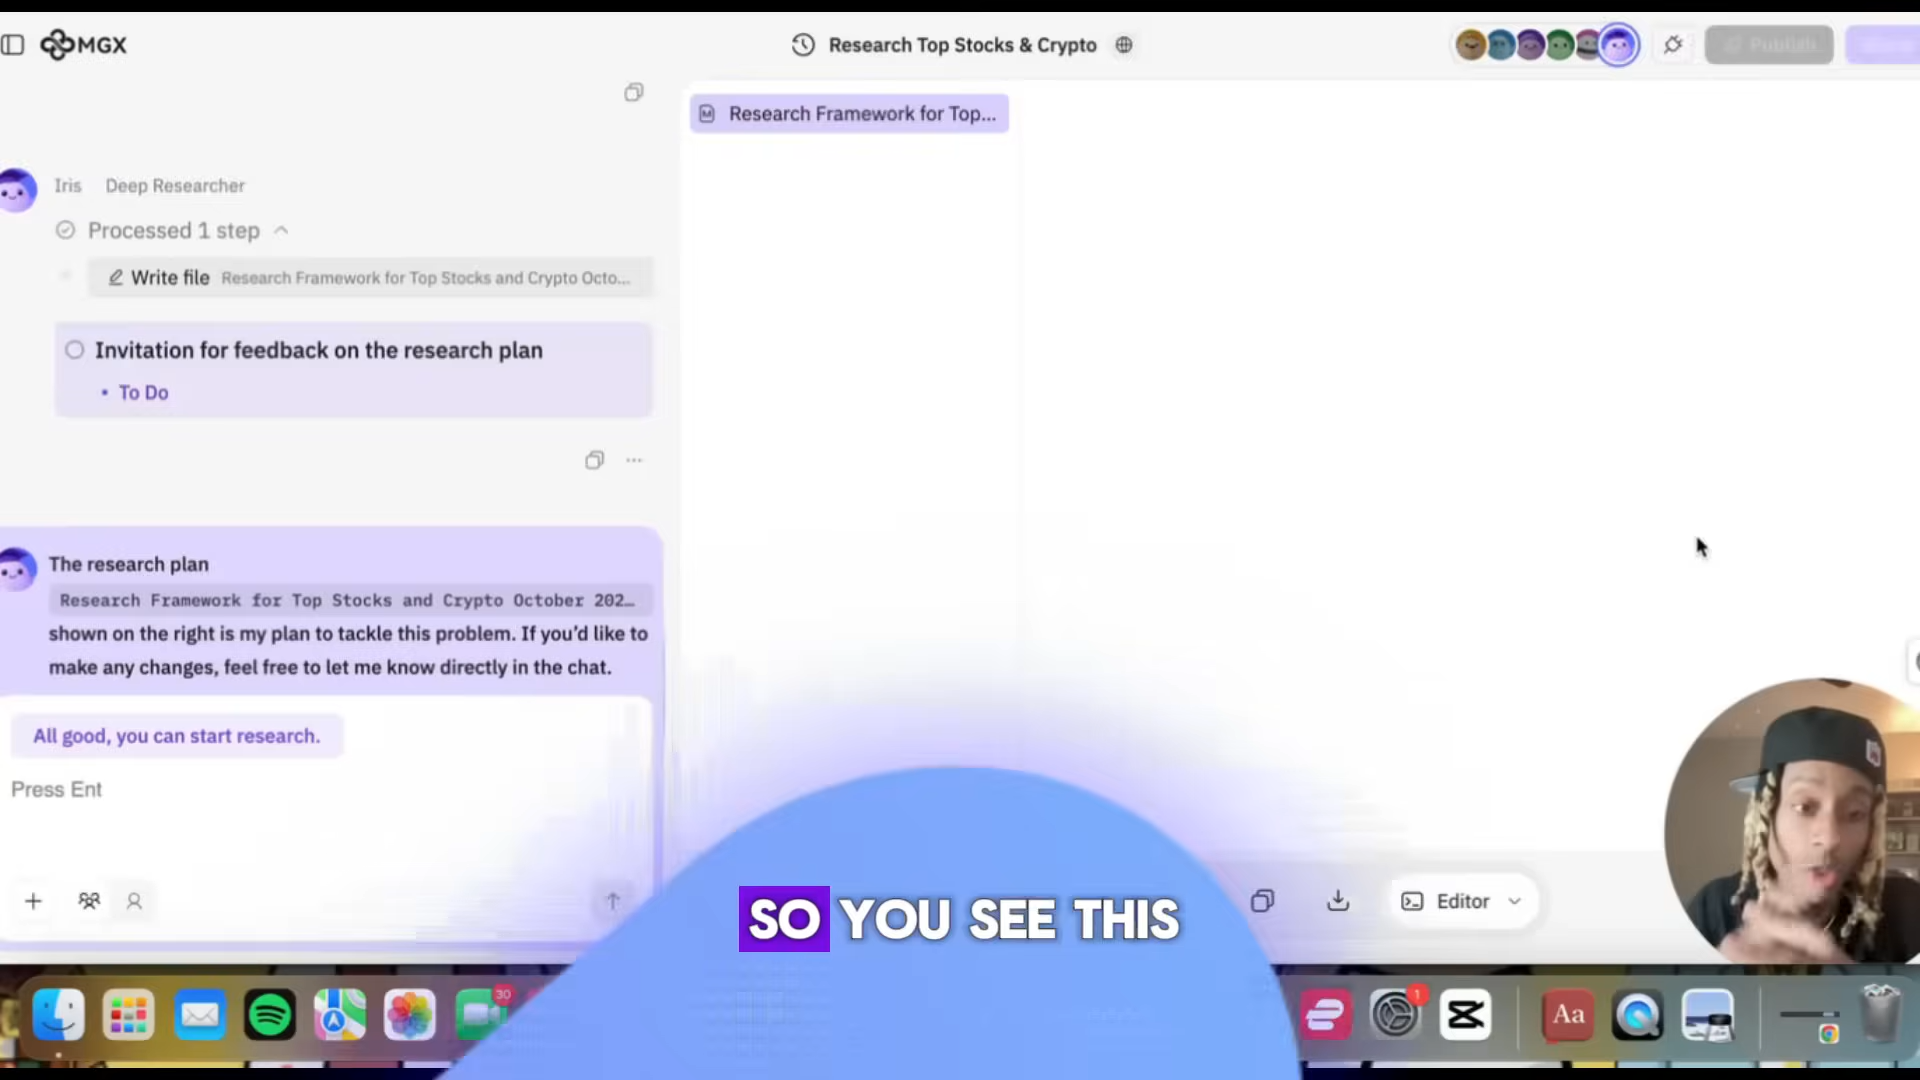 MGX
Research Top Stocks & Crypto
Publish
Research Framework for Top...
Iris Deep Researcher
Processed 1 step
Write file Research Framework for Top Stocks and Crypto Octo...
Invitation for feedback on the research plan
• To Do
The research plan
Research Framework for Top Stocks and Crypto October 202…
shown on the right is my plan to tackle this problem. If you'd like to
make any changes, feel free to let me know directly in the chat.
All good, you can start research.
Press Ent
Editor
SO YOU SEE THIS
30
1
Aa